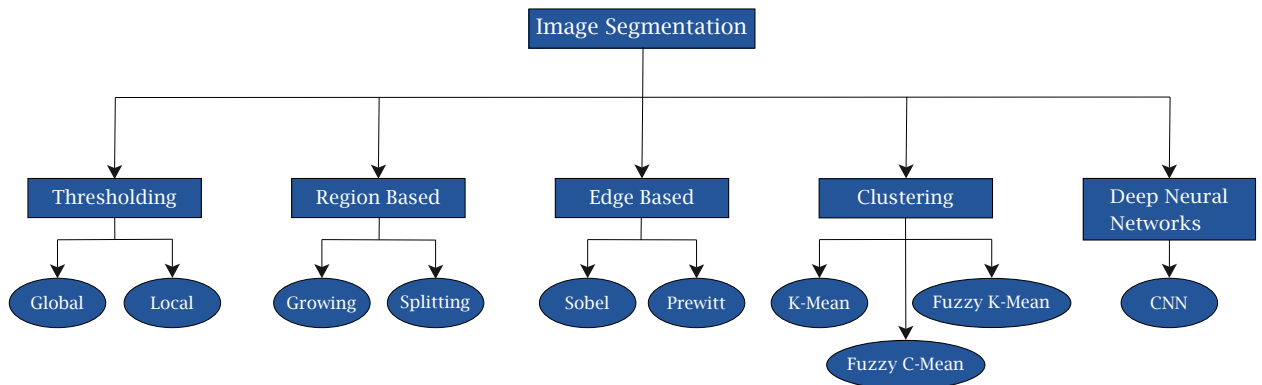 Image Segmentation
Thresholding
Region Based
Edge Based
Clustering
Deep Neural
Networks
Global
Local
Growing
Splitting
Sobel
Prewitt
K-Mean
Fuzzy K-Mean
CNN
Fuzzy C-Mean